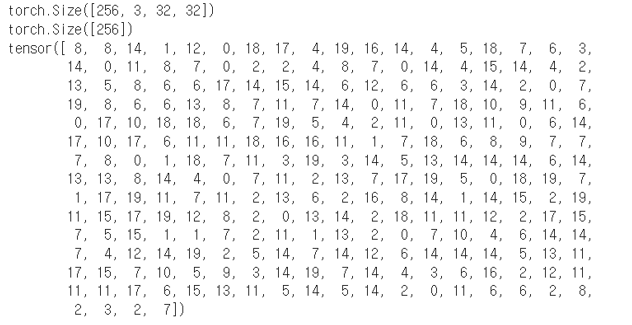 torch.Size([256, 3, 32, 32])
torch.Size([256])
tensor([ 8, 8, 14, 1, 12, 0, 18, 17, 4, 19, 16, 14, 4, 5, 18, 7, 6, 3,
14, 0, 11, 8, 7, 0, 2, 2, 4, 8, 7, 0, 14, 4, 15, 14, 4, 2,
13, 5, 8, 6, 6, 17, 14, 15, 14, 6, 12, 6, 6, 3, 14, 2, 0, 7,
19, 8, 6, 6, 13, 8, 7, 11, 7, 14, 0, 11, 7, 18, 10, 9, 11, 6,
0, 17, 10, 18, 18, 6, 7, 19, 5, 4, 2, 11, 0, 13, 11, 0, 6, 14,
17, 10, 17, 6, 11, 11, 18, 16, 16, 11, 1, 7, 18, 6, 8, 9, 7, 7,
7, 8, 0, 1, 18, 7, 11, 3, 19, 3, 14, 5, 13, 14, 14, 14, 6, 14,
13, 13, 8, 14, 4, 0, 7, 11, 2, 13, 7, 17, 19, 5, 0, 18, 19, 7,
1, 17, 19, 11, 7, 11, 2, 13, 6, 2, 16, 8, 14, 1, 14, 15, 2, 19,
11, 15, 17, 19, 12, 8, 2, 0, 13, 14, 2, 18, 11, 11, 12, 2, 17, 15,
7, 5, 15, 1, 1, 7, 2, 11, 1, 13, 2, 0, 7, 10, 4, 6, 14, 14,
7, 4, 12, 14, 19, 2, 5, 14, 7, 14, 12, 6, 14, 14, 14, 5, 13, 11,
17, 15, 7, 10, 5, 9, 3, 14, 19, 7, 14, 4, 3, 6, 16, 2, 12, 11,
11, 11, 17, 6, 15, 13, 11, 5, 14, 5, 14, 2, 0, 11, 6, 6, 2, 8,
2, 3, 2, 7])